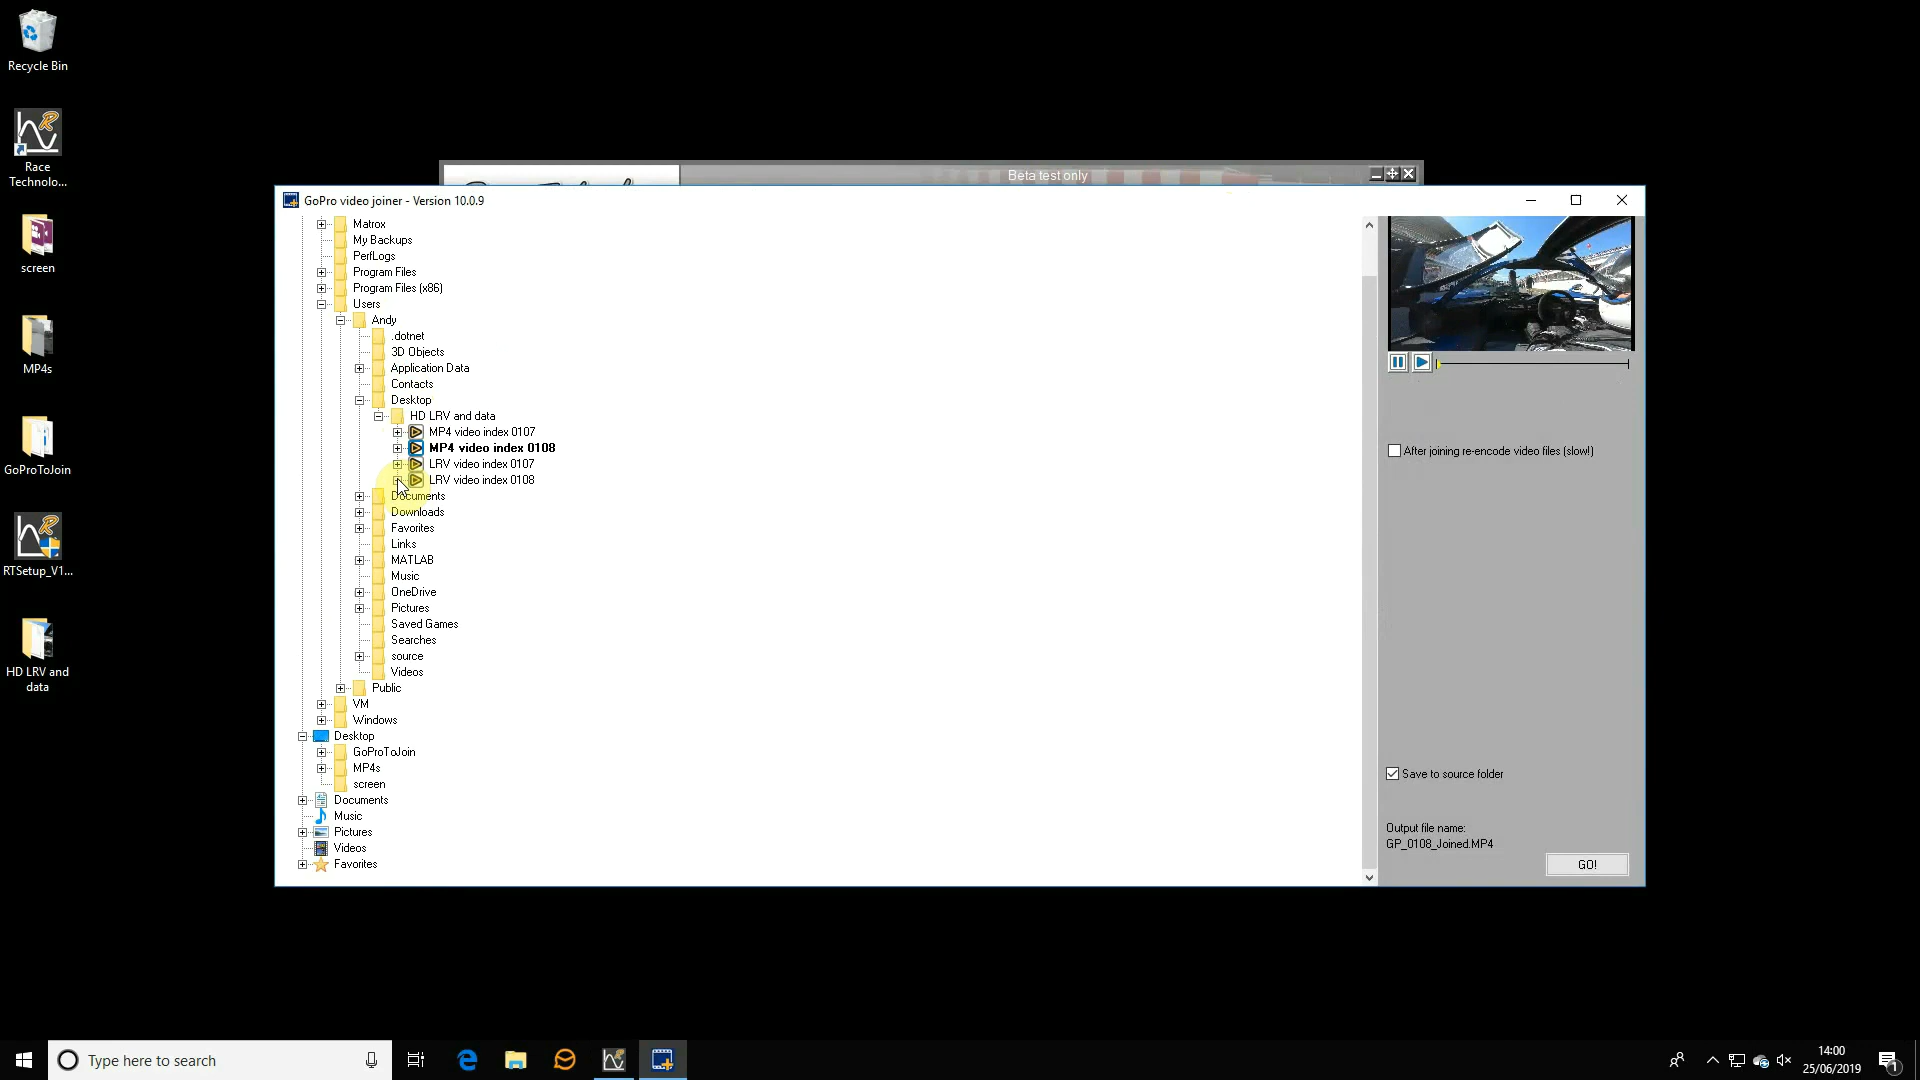 Recycle Bin
Race
Technolo...
screen
MP4s
GoProToJoin
RTSetup_V1...
HD LRV and
data
Beta test only
GoPro video joiner - Version 10.0.9
Matrox
My Backups
PerfLogs
Program Files
Program Files (x86)
Users
Andy
.dotnet
3D Objects
Application Data
Contacts
Desktop
HD LRV and data
MP4 video index 0107
MP4 video index 0108
LRV video index 0107
LRV video index 0108
Documents
Downloads
Favorites
Links
MATLAB
Music
OneDrive
Pictures
Saved Games
Searches
source
Videos
Public
VM
Windows
Desktop
GoProToJoin
MP4s
screen
Documents
Music
Pictures
Videos
Favorites
After joining re-encode video files (slow!)
Save to source folder
Output file name:
GP_0108_Joined.MP4
GO!
Type here to search
14:00
25/06/2019
1